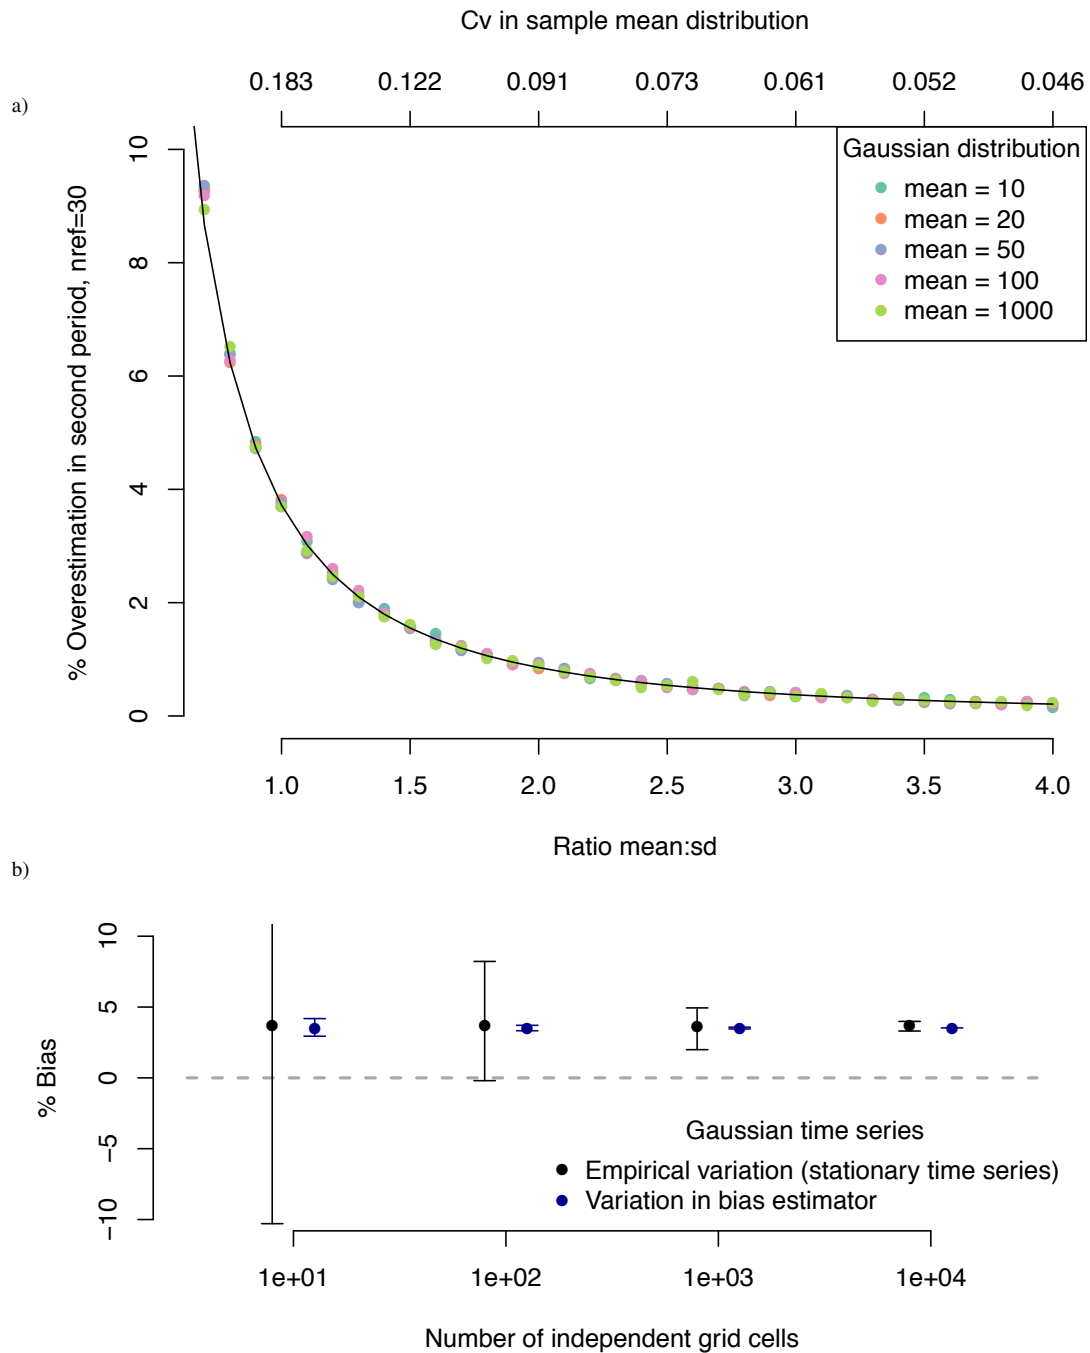 Cv in sample mean distribution
0.183 0.122 0.091 0.073 0.061 0.052 0.046
a)
Gaussian distribution
mean = 10
mean = 20
mean = 50
mean = 100
mean = 1000
% Overestimation in second period, nref=30
10
8
6
4
2
0
1.0 1.5 2.0 2.5 3.0 3.5 4.0
Ratio mean:sd
b)
% Bias
10
5
0
−5
−10
Gaussian time series
Empirical variation (stationary time series)
Variation in bias estimator
1e+01 1e+02 1e+03 1e+04
Number of independent grid cells